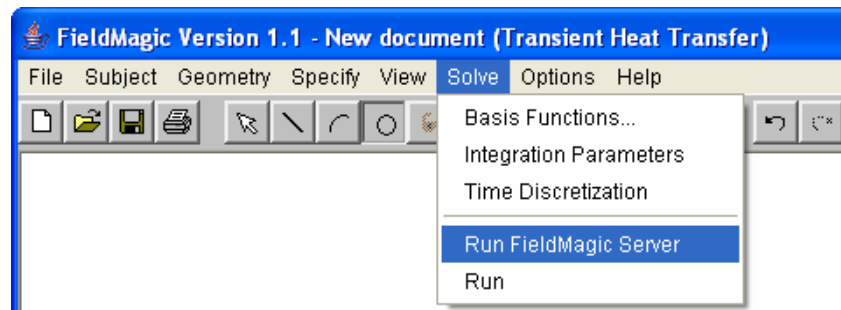 FieldMagic Version 1.1 - New document (Transient Heat Transfer)
File Subject Geometry Specify View Solve Options Help
Basis Functions...
Integration Parameters
Time Discretization
Run FieldMagic Server
Run